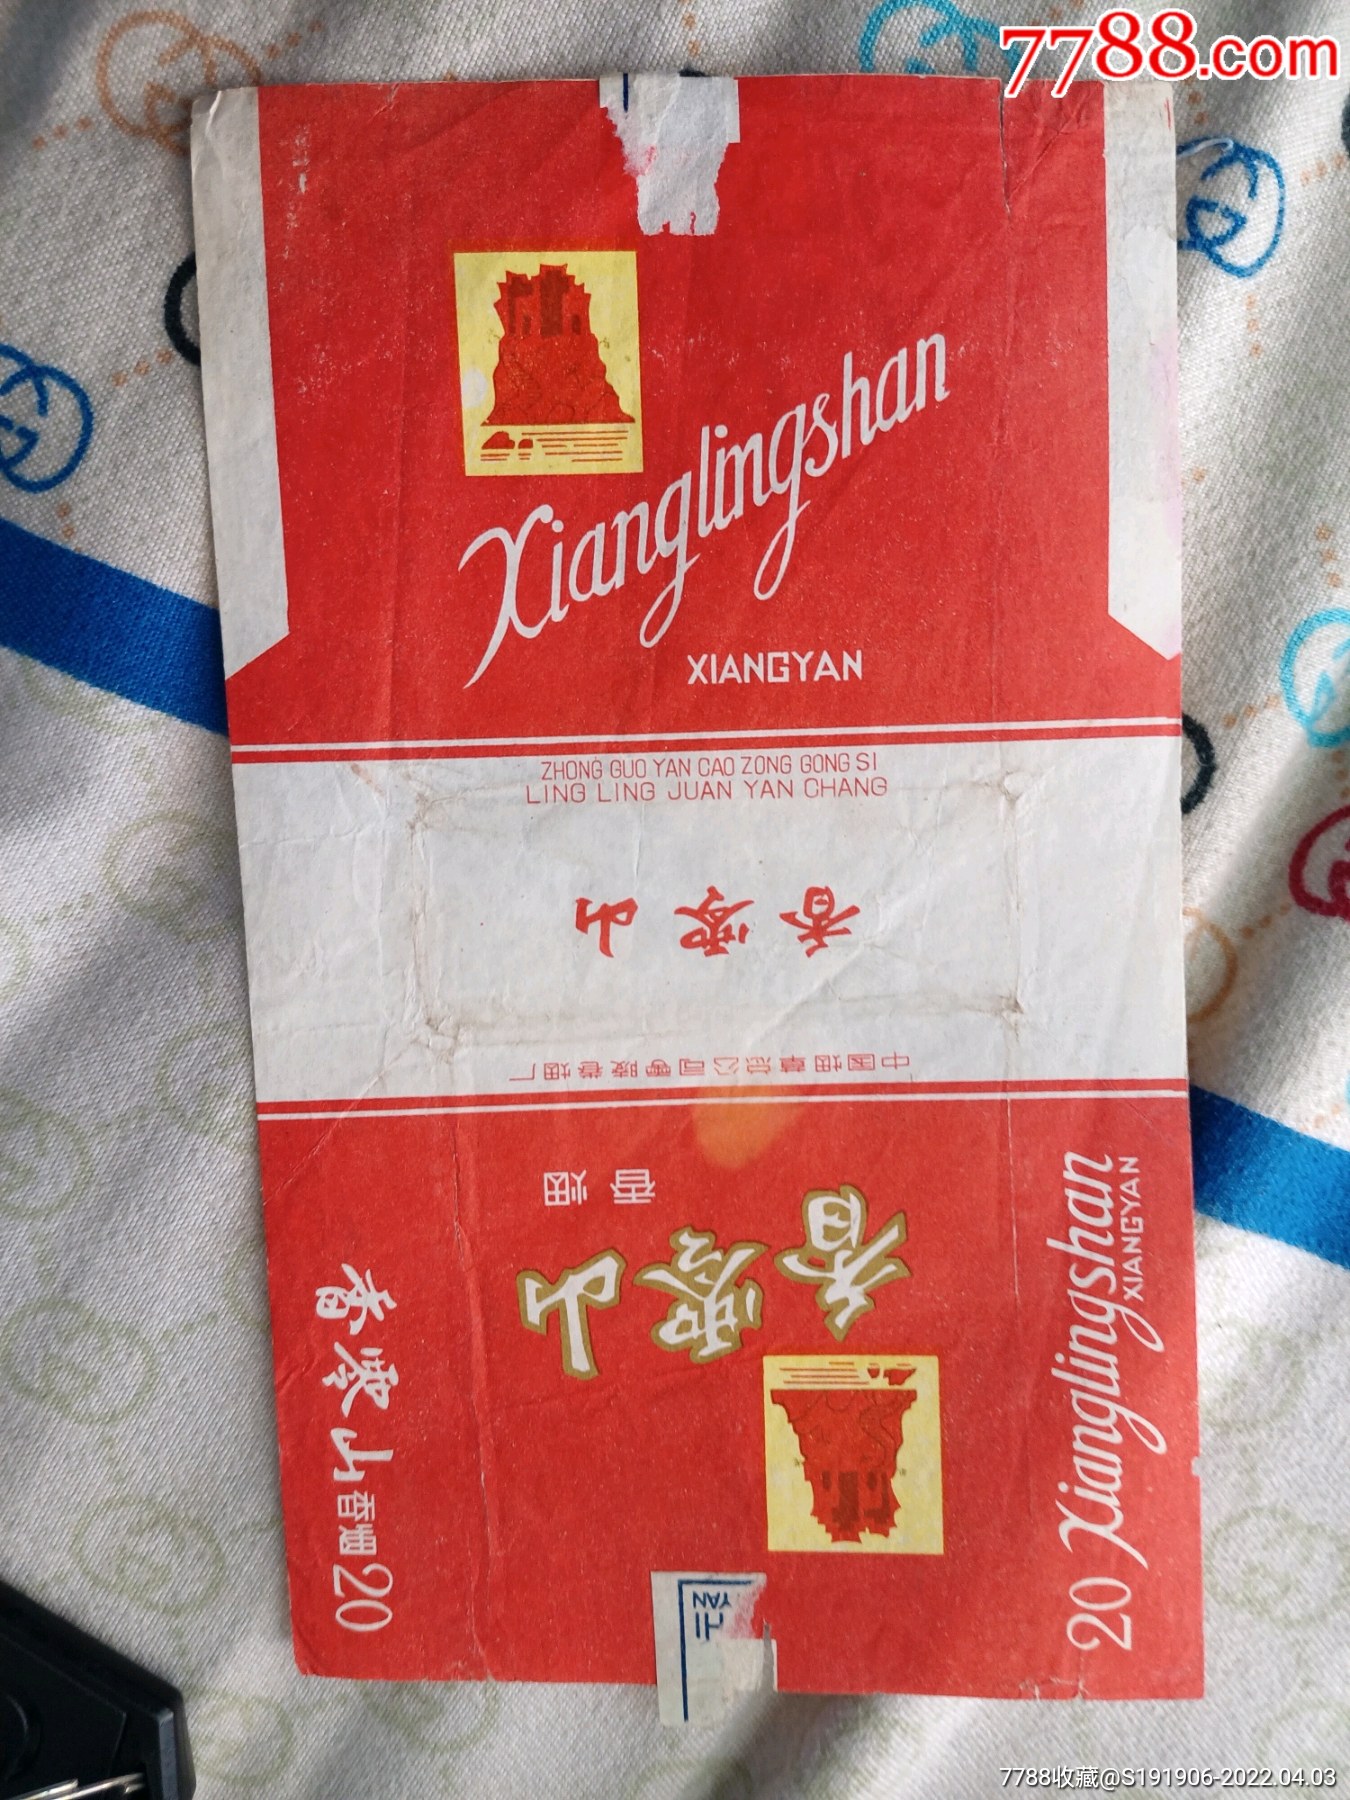 7788.com
Xianglingshan
XIANGYAN
ZHONG GUO YAN CAO ZONG GONG SI
LING LING JUAN YAN CHANG
香零山
中国烟草总公司零陵卷烟厂
香烟
香零山
香零山 香烟 20
20 Xianglingshan
XIANGYAN
YAN
7788收藏@S191906-2022.04.03